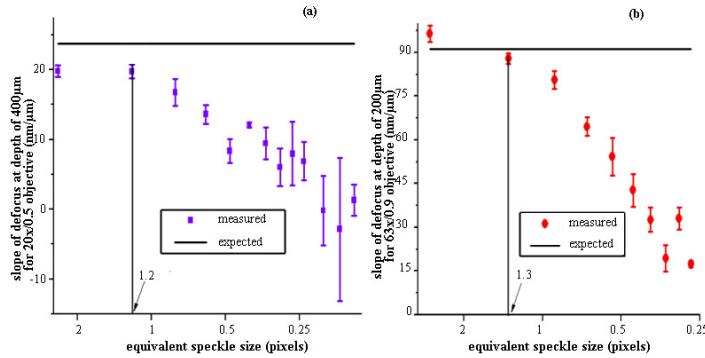 (a)
slope of defocus at depth of 400µm
for 20x/0.5 objective (nm/µm)
20
10
0
-10
measured
expected
1.2
2
1
0.5
0.25
equivalent speckle size (pixels)
(b)
slope of defocus at depth of 200µm
for 63x/0.9 objective (nm/µm)
90
75
60
45
30
15
0
measured
expected
1.3
2
1
0.5
0.25
equivalent speckle size (pixels)